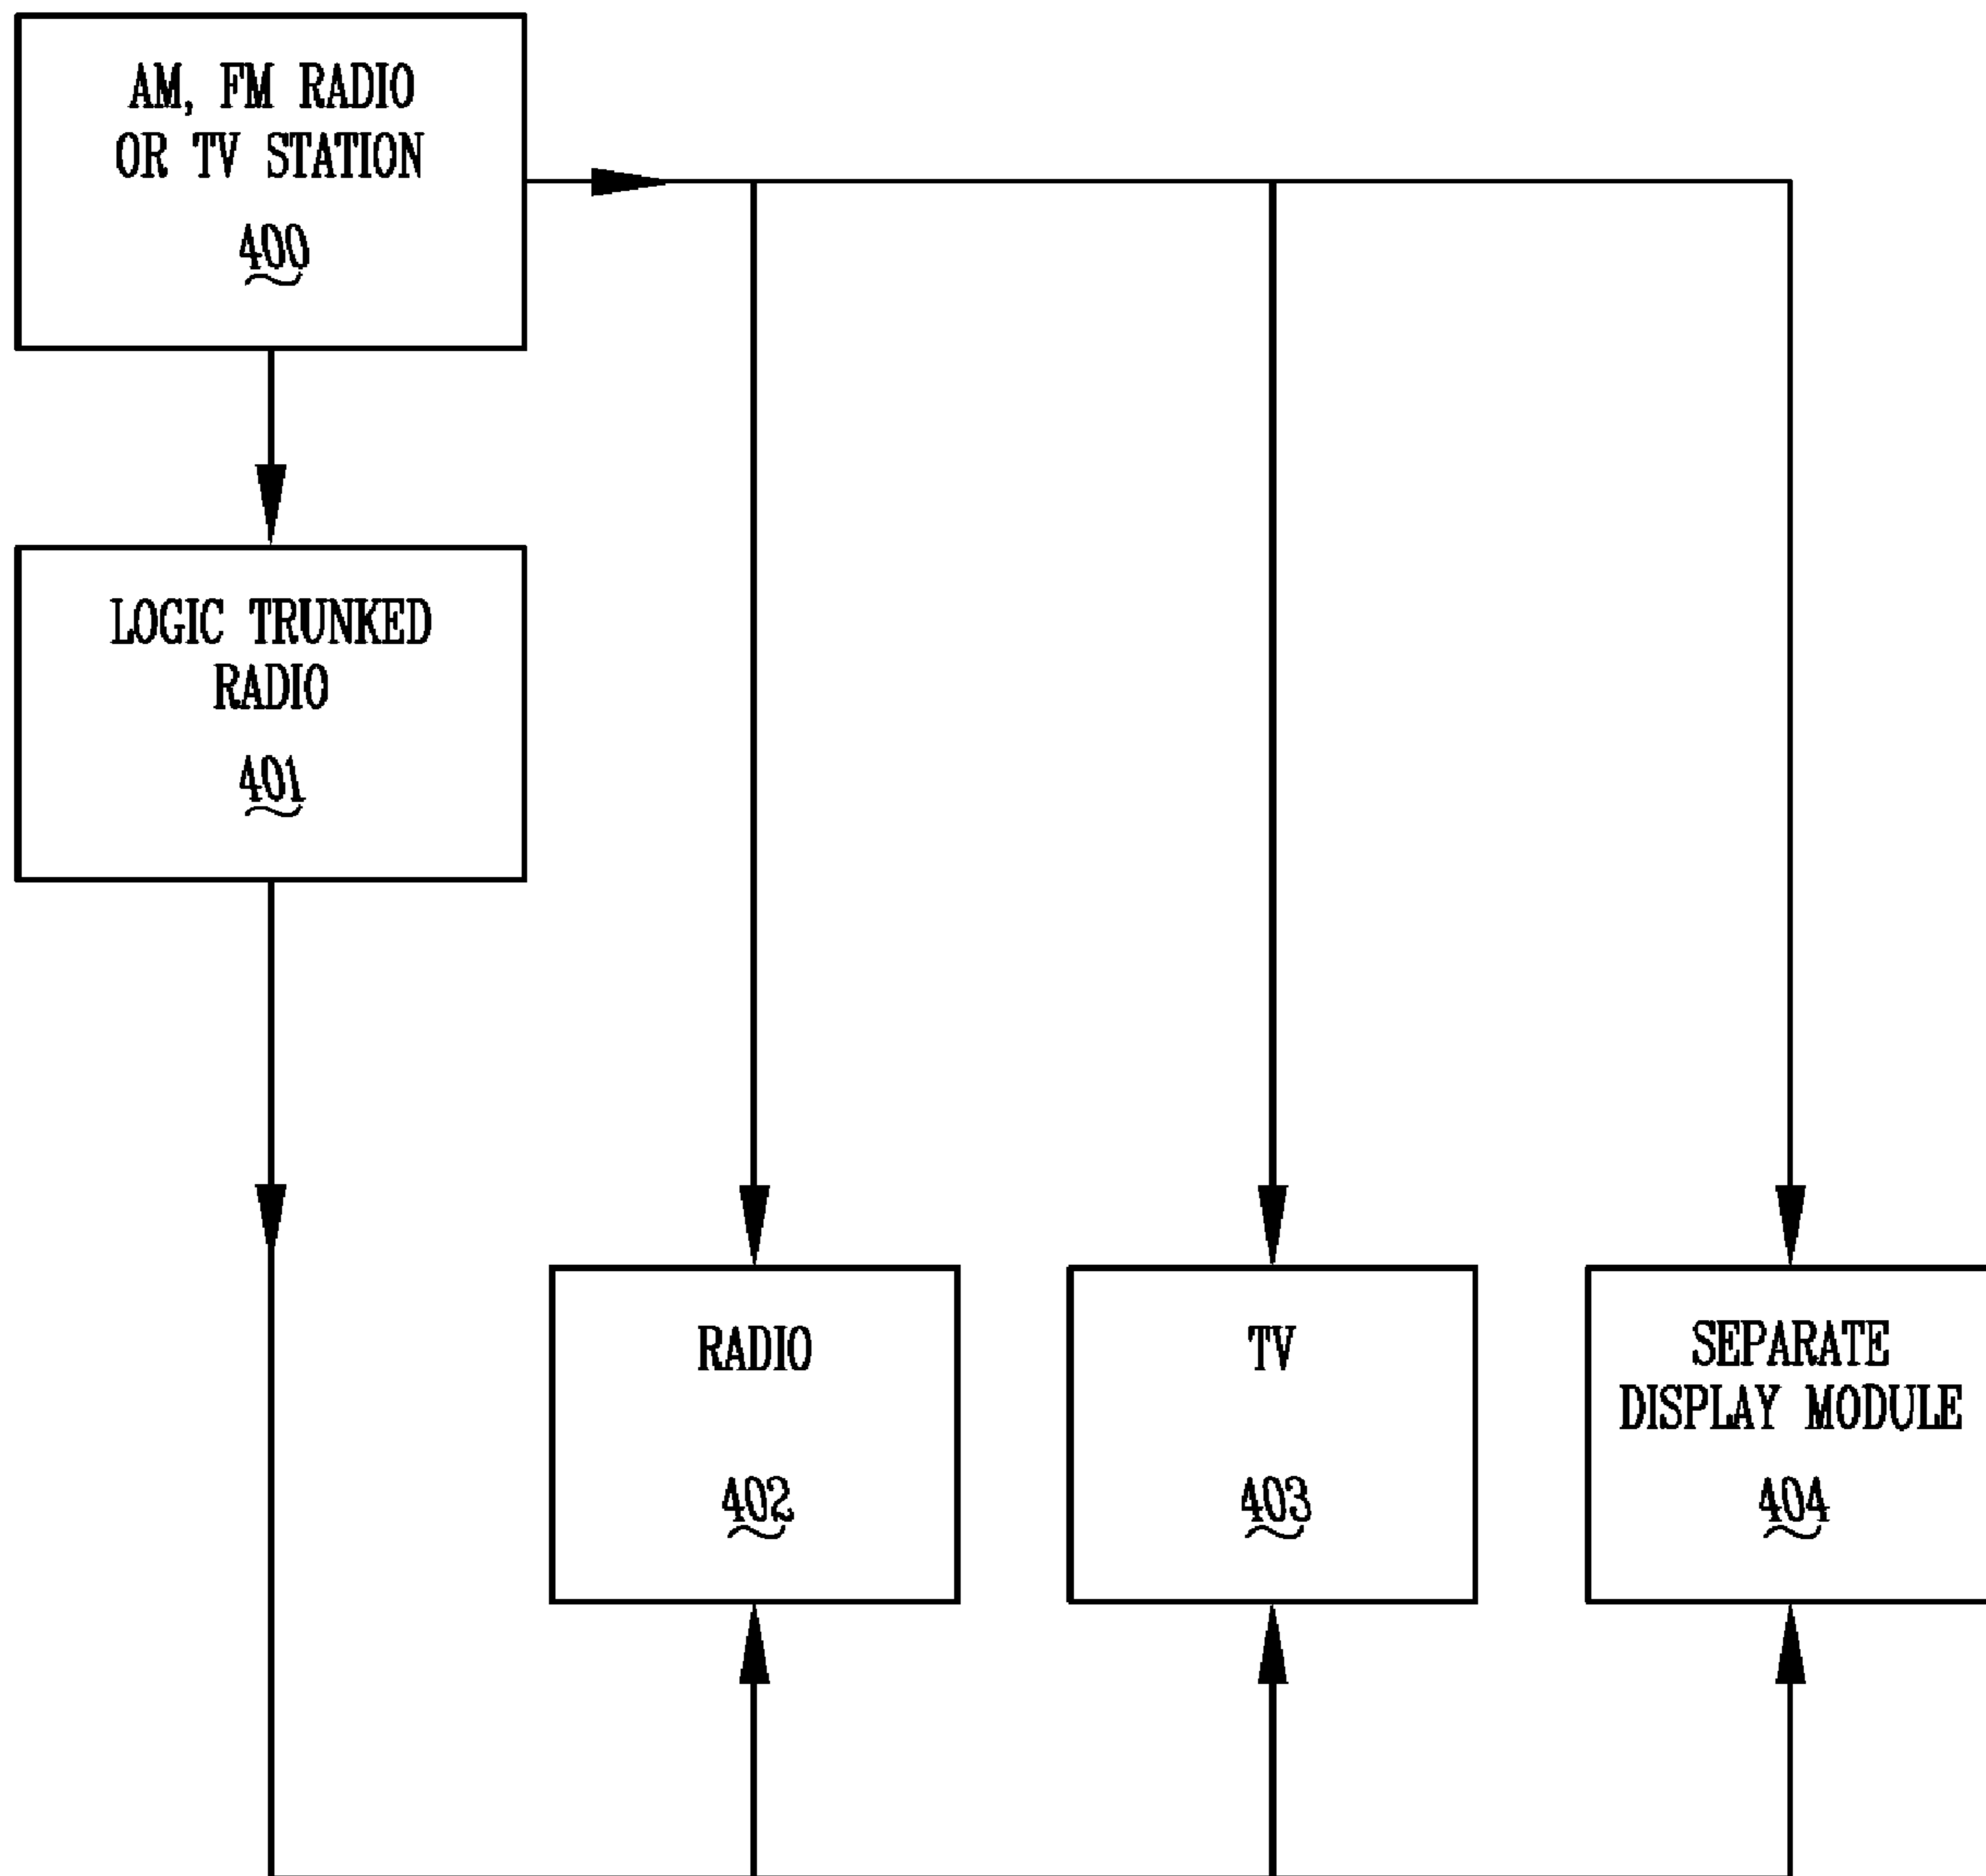 AM, FM RADIO
OR TV STATION
400
LOGIC TRUNKED
RADIO
401
RADIO
402
TV
403
SEPARATE
DISPLAY MODULE
404